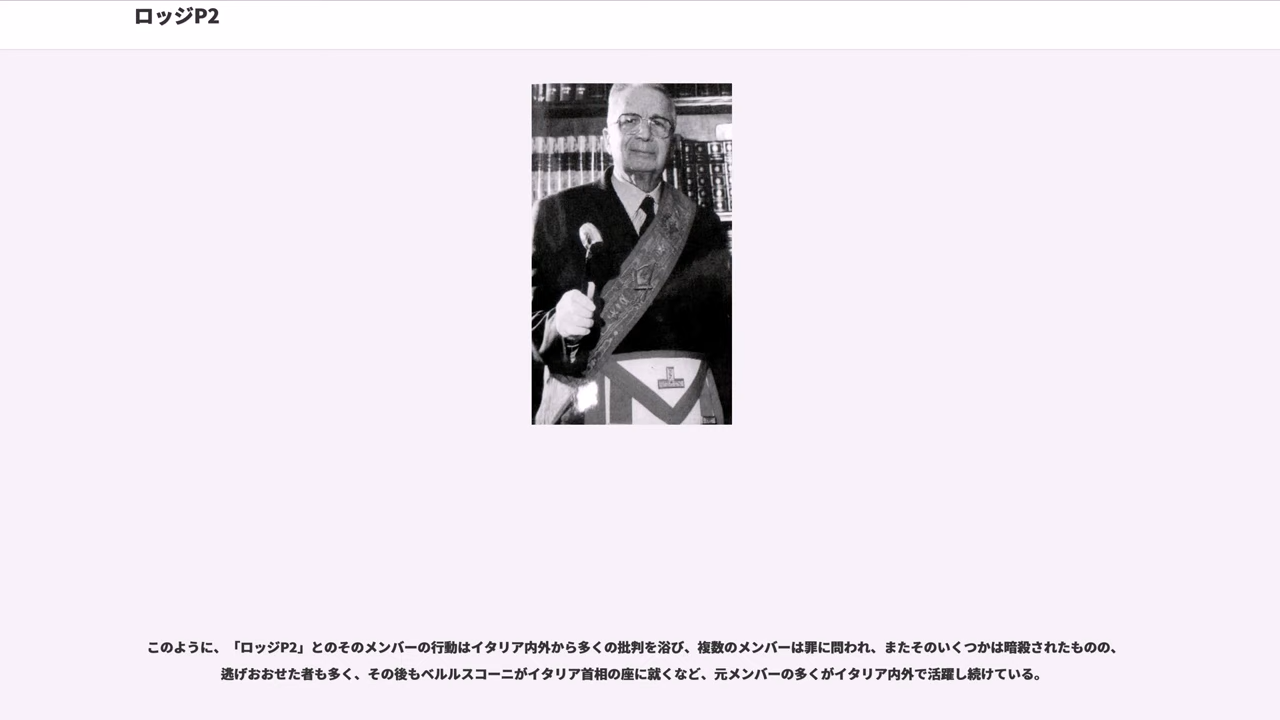 ロッジP2
このように、「ロッジP2」とのそのメンバーの行動はイタリア内外から多くの批判を浴び、複数のメンバーは罪に問われ、またそのいくつかは暗殺されたものの、
逃げおおせた者も多く、その後もベルルスコーニがイタリア首相の座に就くなど、元メンバーの多くがイタリア内外で活躍し続けている。